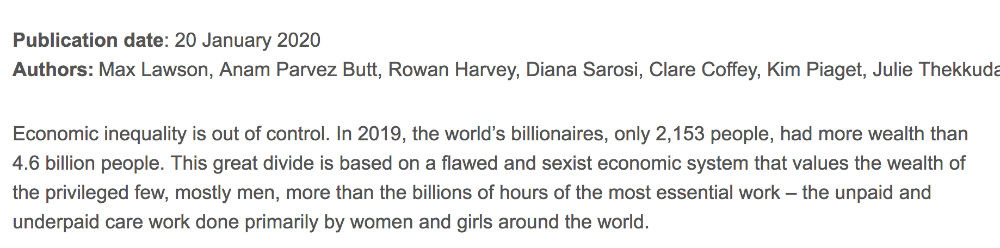 Publication date: 20 January 2020
Authors: Max Lawson, Anam Parvez Butt, Rowan Harvey, Diana Sarosi, Clare Coffey, Kim Piaget, Julie
Economic inequality is out of control. In 2019, the world’s billionaires, only 2,153 people, had more wealth than
4.6 billion people. This great divide is based on a flawed and sexist economic system that values the wealth of
the privileged few, mostly men, more than the billions of hours of the most essential work – the unpaid and
underpaid care work done primarily by women and girls around the world.